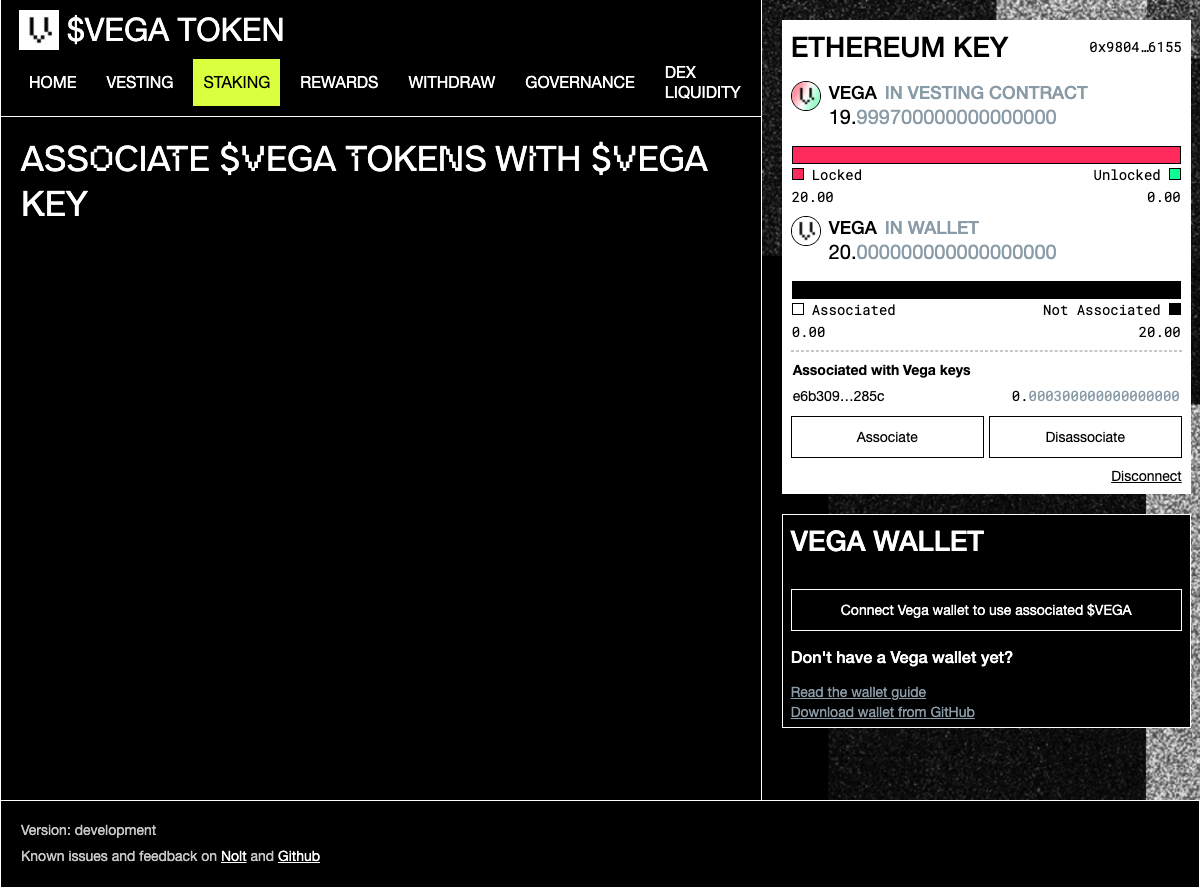 $VEGA TOKEN
HOME VESTING STAKING REWARDS WITHDRAW GOVERNANCE DEX LIQUIDITY
ASSOCIATE $VEGA TOKENS WITH $VEGA
KEY
ETHEREUM KEY 0x9804…6155
VEGA IN VESTING CONTRACT
19.999700000000000000
Locked Unlocked
20.00 0.00
VEGA IN WALLET
20.000000000000000000
Associated Not Associated
0.00 20.00
Associated with Vega keys
e6b309…285c 0.000300000000000000
Associate Disassociate
Disconnect
VEGA WALLET
Connect Vega wallet to use associated $VEGA
Don't have a Vega wallet yet?
Read the wallet guide
Download wallet from GitHub
Version: development
Known issues and feedback on Nolt and Github